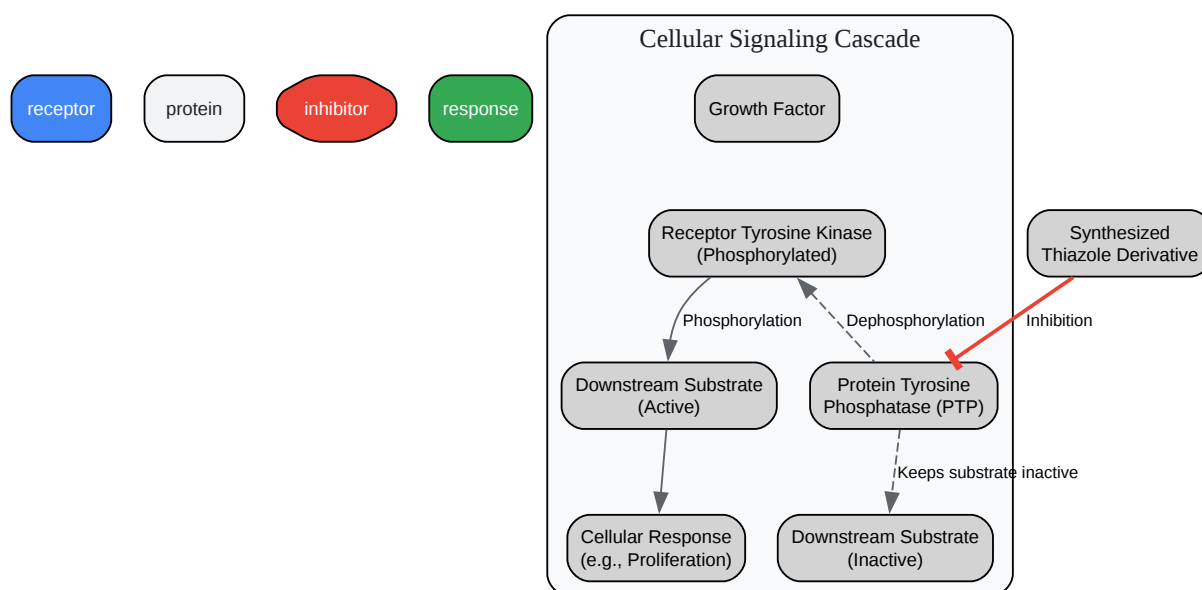 Cellular Signaling Cascade
receptor
protein
inhibitor
response
Growth Factor
Receptor Tyrosine Kinase
(Phosphorylated)
Synthesized
Thiazole Derivative
Phosphorylation
Dephosphorylation
Inhibition
Downstream Substrate
(Active)
Protein Tyrosine
Phosphatase (PTP)
Keeps substrate inactive
Cellular Response
(e.g., Proliferation)
Downstream Substrate
(Inactive)